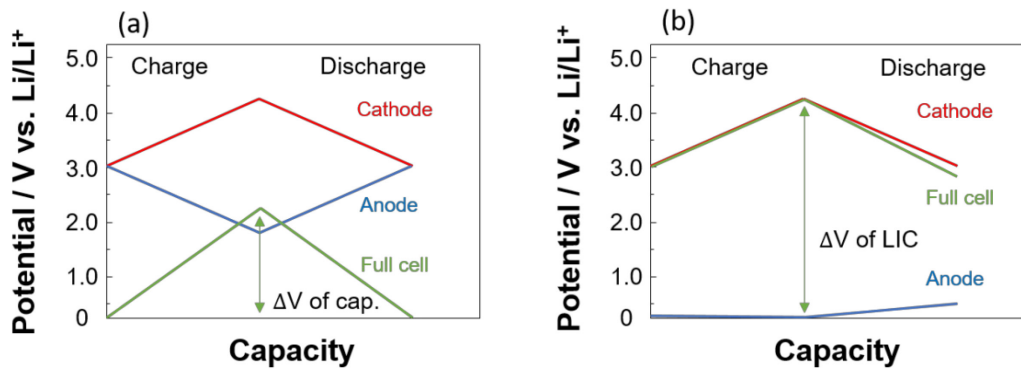 (a)
Potential / V vs. Li/Li⁺
5.0
4.0
3.0
2.0
1.0
0
Charge
Discharge
Cathode
Anode
Full cell
ΔV of cap.
Capacity
(b)
Potential / V vs. Li/Li⁺
5.0
4.0
3.0
2.0
1.0
0
Charge
Discharge
Cathode
Full cell
ΔV of LIC
Anode
Capacity